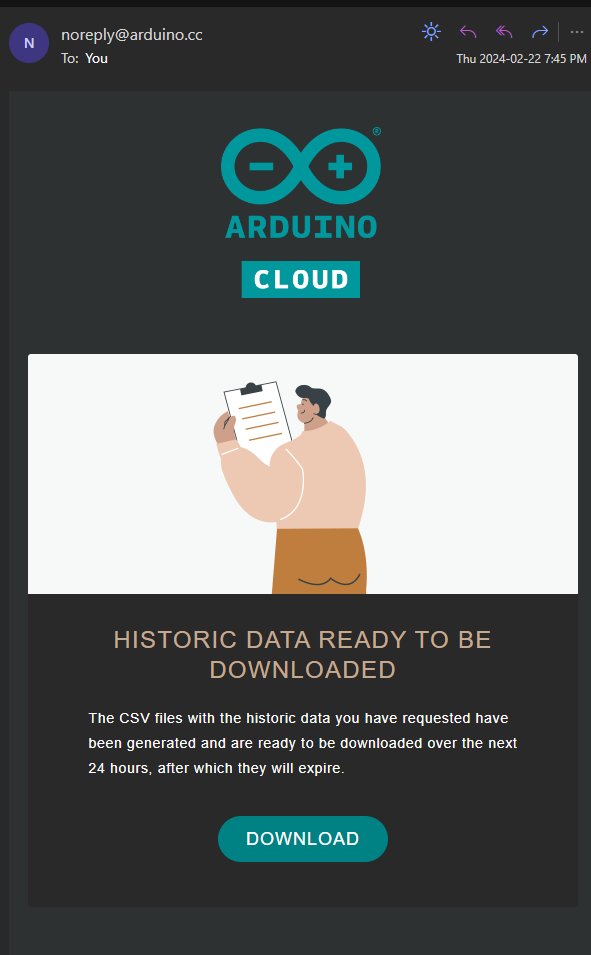 N
noreply@arduino.cc
To: You
Thu 2024-02-22 7:45 PM
®
ARDUINO
CLOUD
HISTORIC DATA READY TO BE
DOWNLOADED
The CSV files with the historic data you have requested have
been generated and are ready to be downloaded over the next
24 hours, after which they will expire.
DOWNLOAD